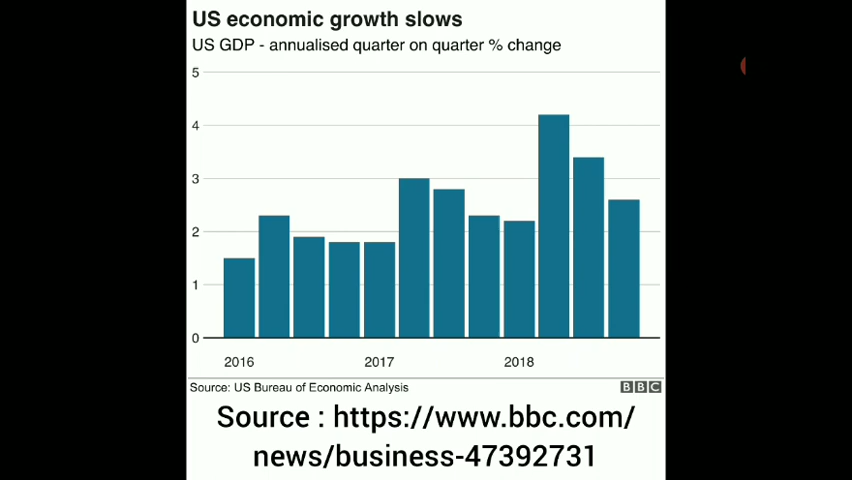 US economic growth slows
US GDP - annualised quarter on quarter % change
5
4
3
2
1
0
2016 2017 2018
Source: US Bureau of Economic Analysis BBC
Source : https://www.bbc.com/
news/business-47392731